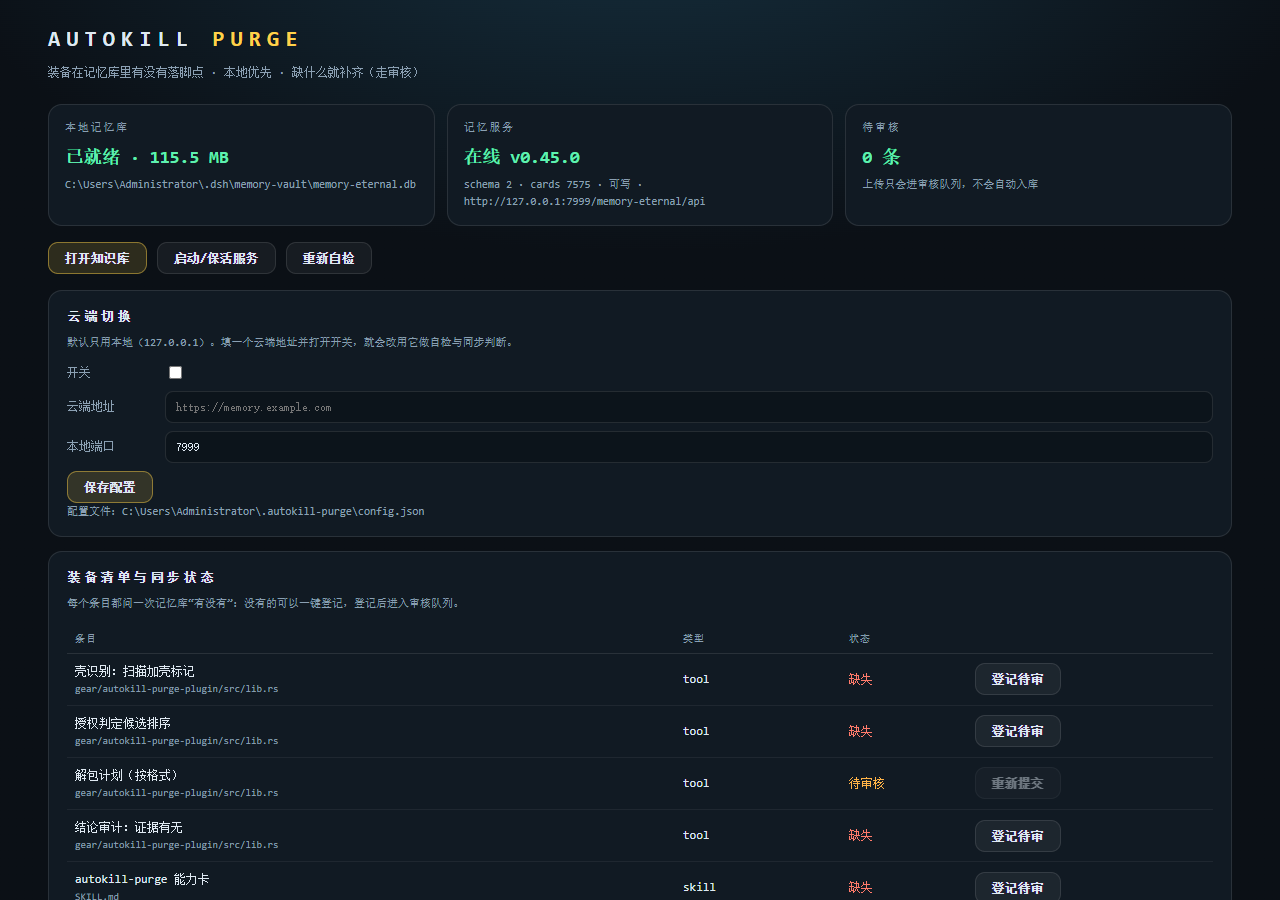 AUTOKILL PURGE
装备在记忆库里有没有落脚点 · 本地优先 · 缺什么就补齐（走审核）
本地记忆库
已就绪 · 115.5 MB
C:\Users\Administrator\.dsh\memory-vault\memory-eternal.db
记忆服务
在线 v0.45.0
schema 2 · cards 7575 · 可写 ·
http://127.0.0.1:7999/memory-eternal/api
待审核
0 条
上传只会进审核队列，不会自动入库
打开知识库
启动/保活服务
重新自检
云端切换
默认只用本地（127.0.0.1）。填一个云端地址并打开开关，就会改用它做自检与同步判断。
开关
云端地址
https://memory.example.com
本地端口
7999
保存配置
配置文件: C:\Users\Administrator\.autokill-purge\config.json
装备清单与同步状态
每个条目都问一次记忆库“有没有”：没有的可以一键登记，登记后进入审核队列。
条目 类型 状态
壳识别：扫描加壳标记
gear/autokill-purge-plugin/src/lib.rs
tool 缺失 登记待审
授权判定候选排序
gear/autokill-purge-plugin/src/lib.rs
tool 缺失 登记待审
解包计划（按格式）
gear/autokill-purge-plugin/src/lib.rs
tool 待审核 重新提交
结论审计：证据有无
gear/autokill-purge-plugin/src/lib.rs
tool 缺失 登记待审
autokill-purge 能力卡
SKILL.md
skill 缺失 登记待审